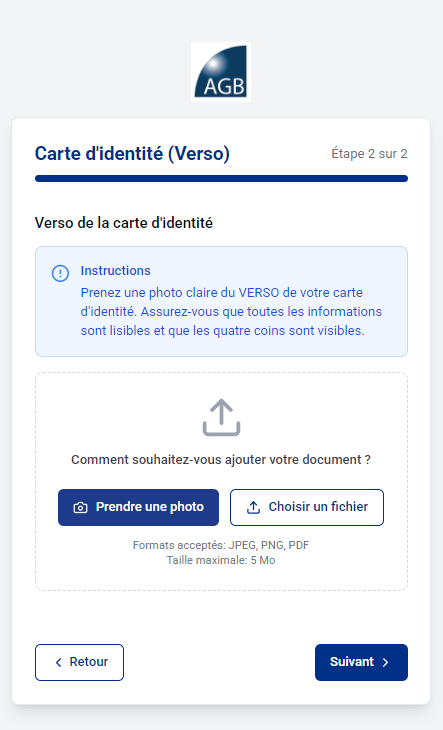 AGB
Carte d'identité (Verso)
Étape 2 sur 2
Verso de la carte d'identité
Instructions
Prenez une photo claire du VERSO de votre carte
d'identité. Assurez-vous que toutes les informations
sont lisibles et que les quatre coins sont visibles.
Comment souhaitez-vous ajouter votre document ?
Prendre une photo
Choisir un fichier
Formats acceptés: JPEG, PNG, PDF
Taille maximale: 5 Mo
Retour
Suivant